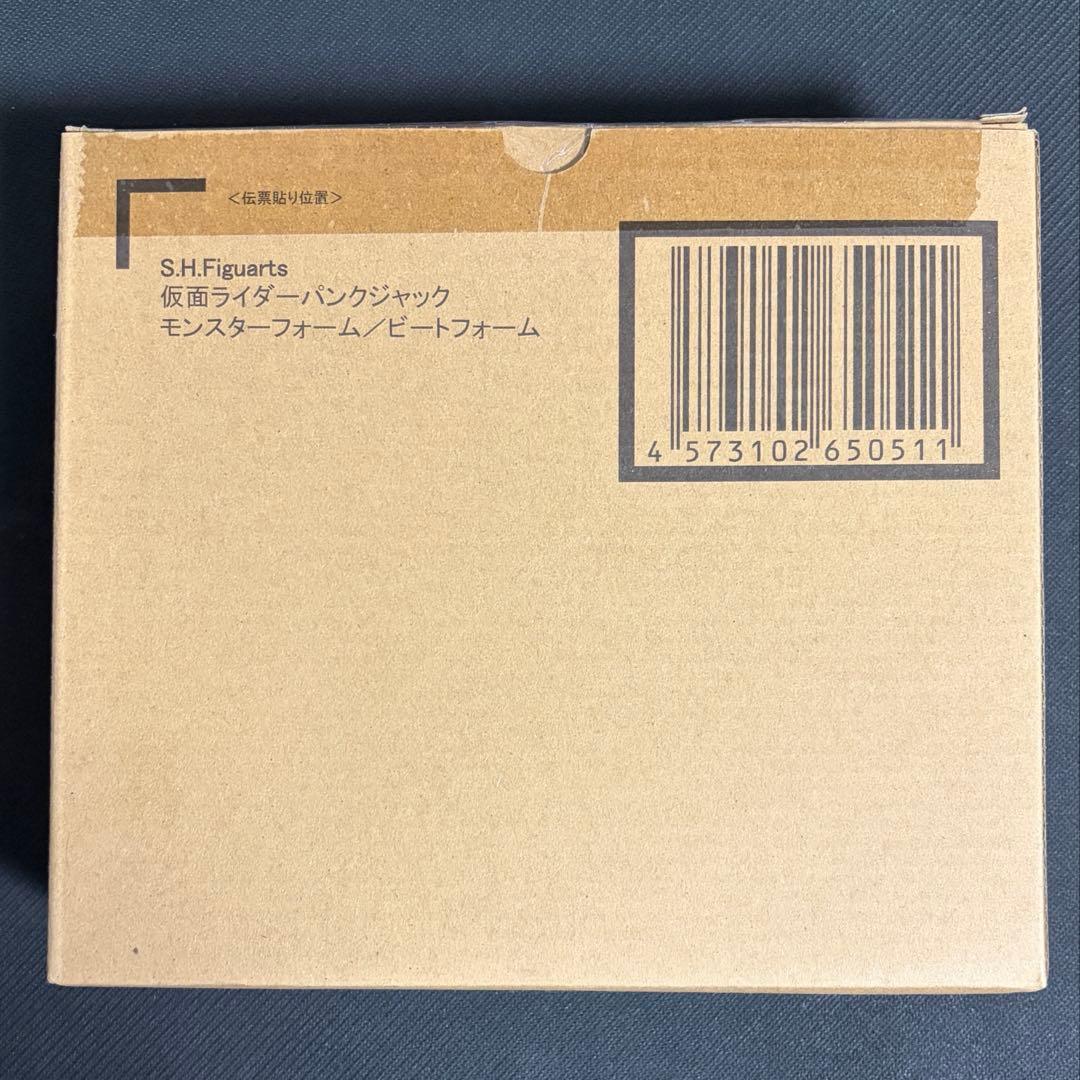 ＜伝票貼り位置＞
S.H.Figuarts
仮面ライダーパンクジャック
モンスターフォーム／ビートフォーム
4 573102 650511